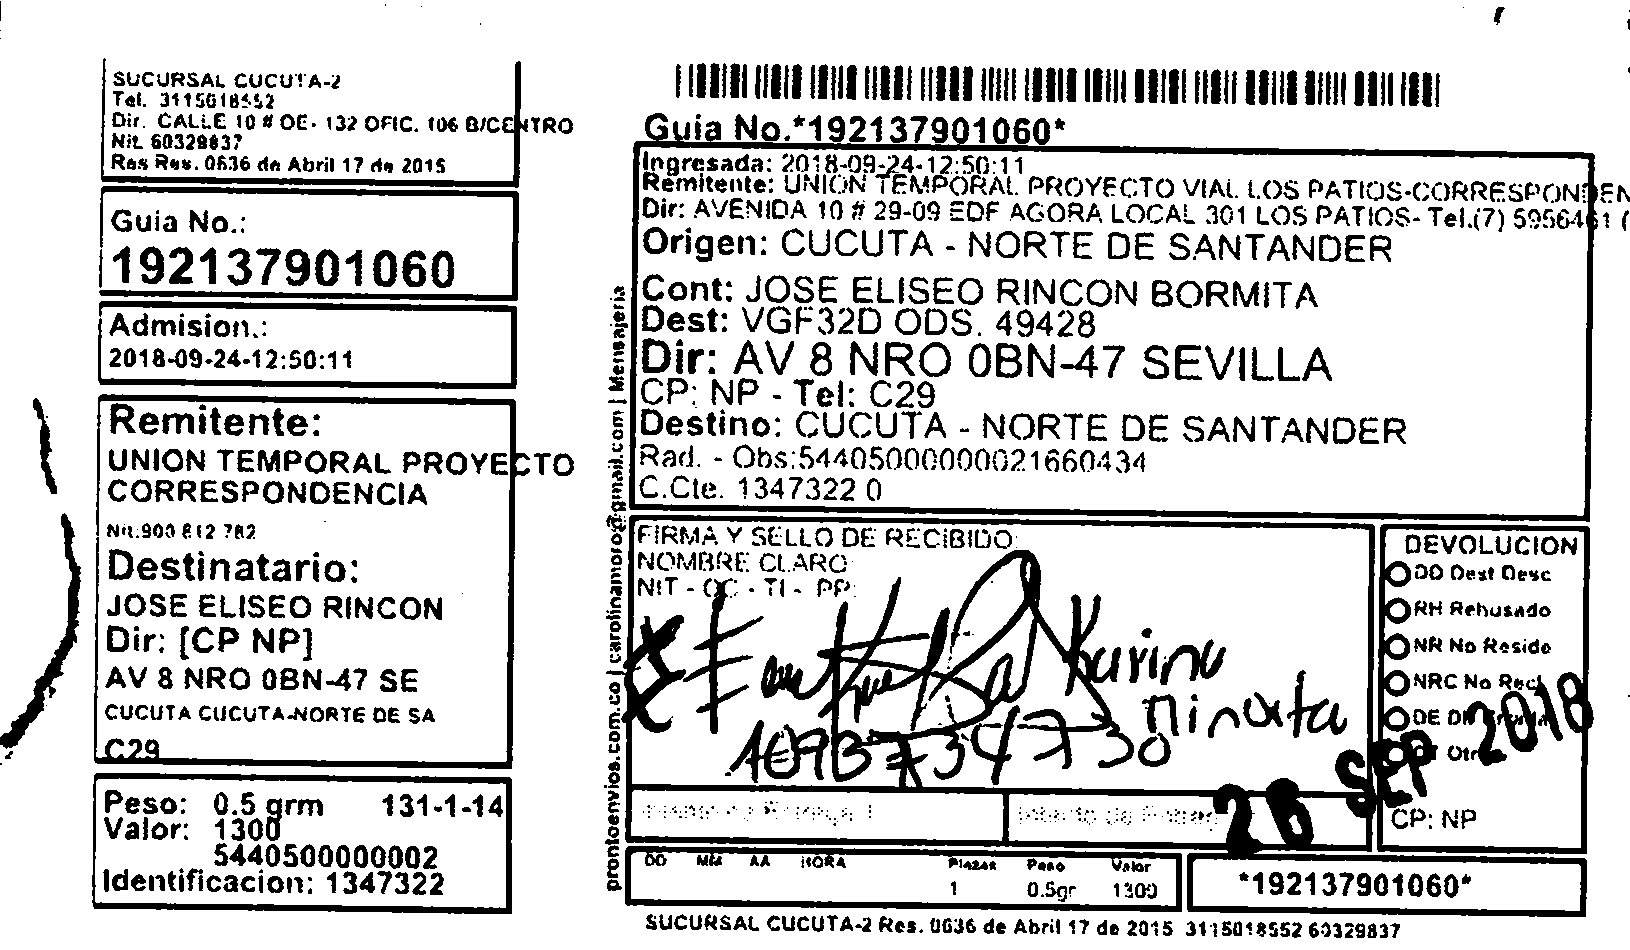 SUCURSAL CUCUTA-2
Tel. 3115018552
Dir. CALLE 10 # OE- 132 OFIC. 106 B/CENTRO
Nit. 60329837
Res Res. 0636 de Abril 17 de 2015
Guia No.:
192137901060
Admision.:
2018-09-24-12:50:11
Remitente:
UNION TEMPORAL PROYECTO
CORRESPONDENCIA
Nit:900 812 782
Destinatario:
JOSE ELISEO RINCON
Dir: [CP NP]
AV 8 NRO 0BN-47 SE
CUCUTA CUCUTA-NORTE DE SA
C29
Peso: 0.5 grm 131-1-14
Valor: 1300
5440500000002
Identificacion: 1347322
prontoenvios.com.co | carolinamoro@gmail.com | Mensajeria
Guia No.*192137901060*
Ingresada: 2018-09-24-12:50:11
Remitente: UNION TEMPORAL PROYECTO VIAL LOS PATIOS-CORRESPONDEN
Dir: AVENIDA 10 # 29-09 EDF AGORA LOCAL 301 LOS PATIOS- Tel.(7) 5956461 (
Origen: CUCUTA - NORTE DE SANTANDER
Cont: JOSE ELISEO RINCON BORMITA
Dest: VGF32D ODS. 49428
Dir: AV 8 NRO 0BN-47 SEVILLA
CP: NP - Tel: C29
Destino: CUCUTA - NORTE DE SANTANDER
Rad. - Obs:54405000000021660434
C.Cte. 1347322 0
FIRMA Y SELLO DE RECIBIDO
NOMBRE CLARO
NIT - CC - TI - PP:
Karina
1093734730
DEVOLUCION
DD Dest Desc
RH Rehusado
NR No Reside
NRC No Recl
DE
Otr
28 SEP 2018
CP: NP
DD MM AA HORA Piezas Peso Valor
1 0.5gr 1300
*192137901060*
SUCURSAL CUCUTA-2 Res. 0636 de Abril 17 de 2015 3115018552 60329837